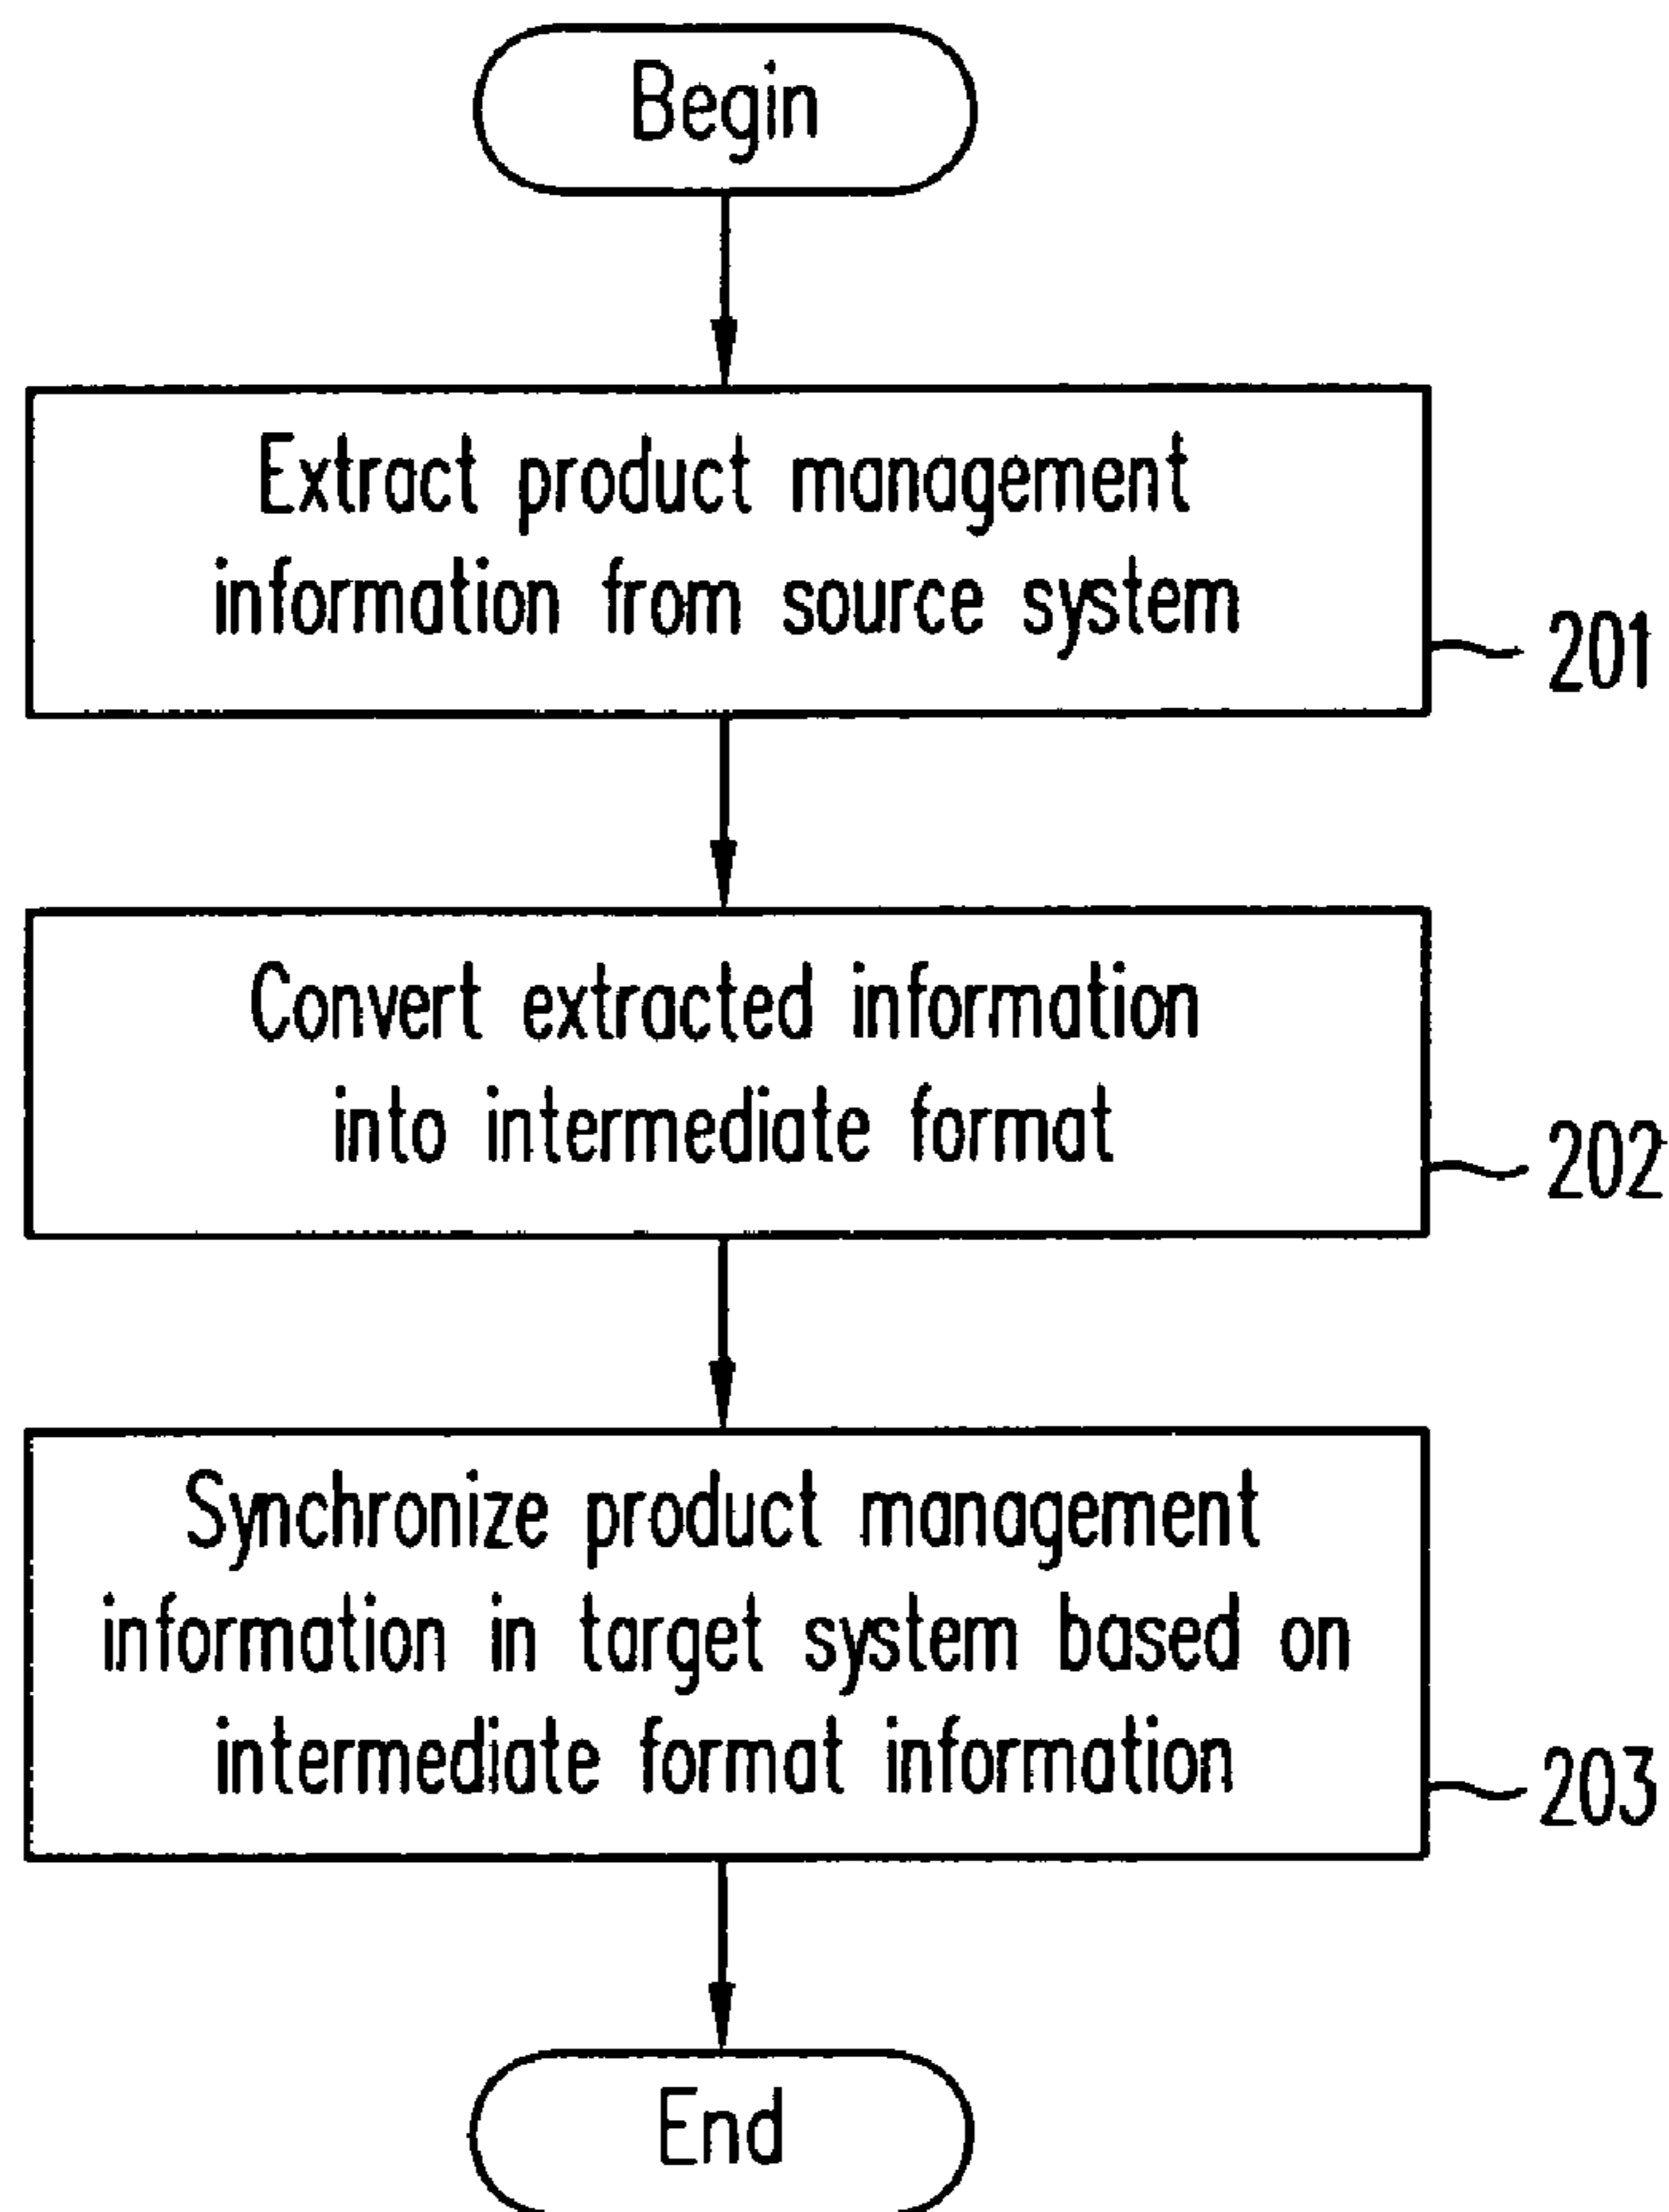 Begin
Extract product management
information from source system
201
Convert extracted information
into intermediate format
202
Synchronize product management
information in target system based on
intermediate format information
203
End